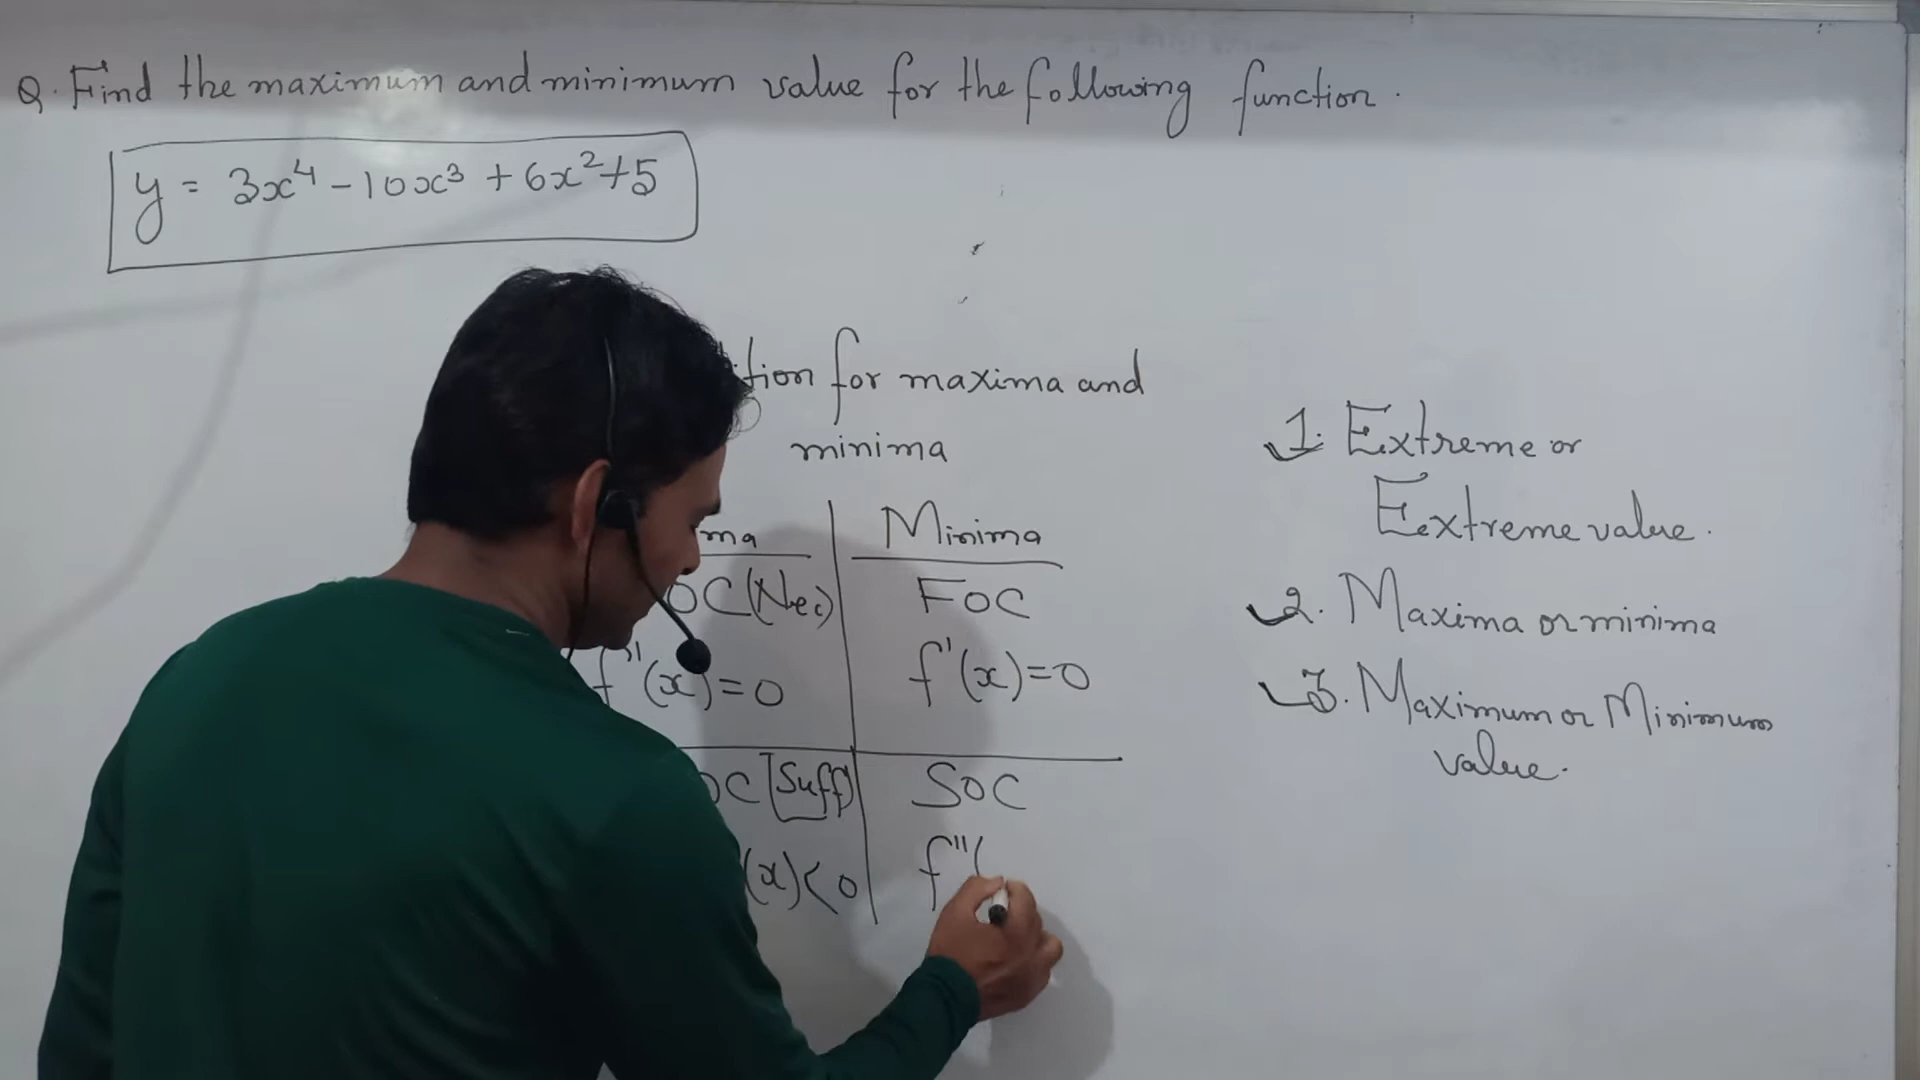 Q. Find the maximum and minimum value for the following function.
y = 3x⁴ - 10x³ + 6x² + 5
for maxima and
minima
Minima
OC (Nec)
FOC
f'(x) = 0
f'(x) = 0
OC [Suff)
SOC
(x) < 0
f''(
1. Extreme or
Extreme value.
2. Maxima or minima
3. Maximum or Minimum
value.